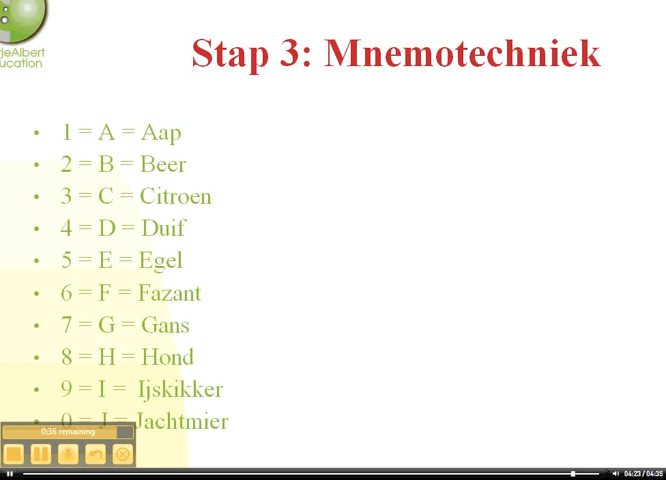 tjeAlbert
ucation
Stap 3: Mnemotechniek
• 1 = A = Aap
• 2 = B = Beer
• 3 = C = Citroen
• 4 = D = Duif
• 5 = E = Egel
• 6 = F = Fazant
• 7 = G = Gans
• 8 = H = Hond
• 9 = I = Ijskikker
• 0 = J = Jachtmier
0:36 remaining
04:23 / 04:35